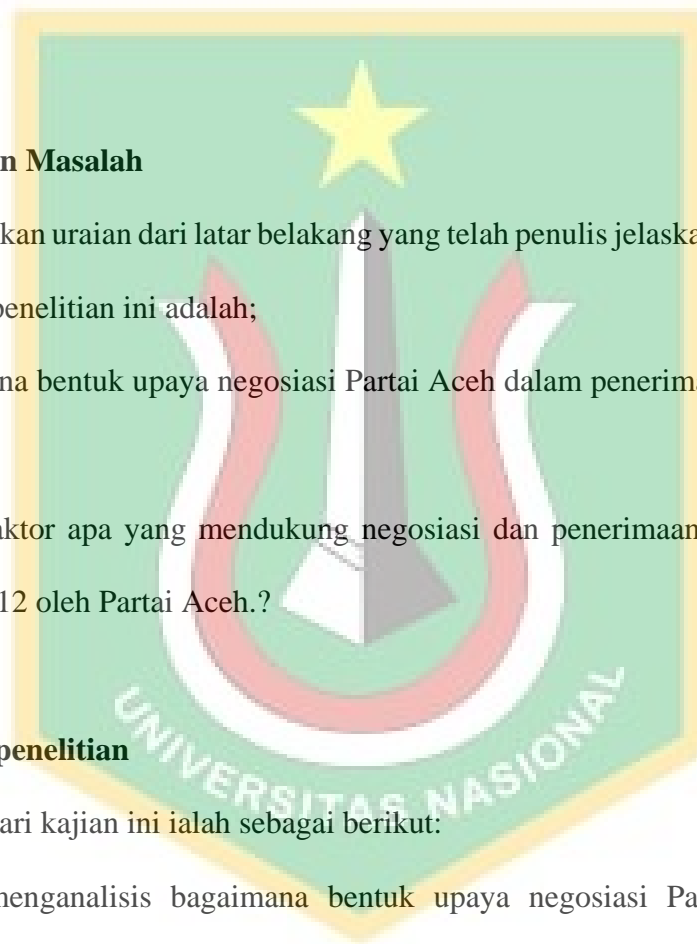 n Masalah
kan uraian dari latar belakang yang telah penulis jelaska
penelitian ini adalah;
na bentuk upaya negosiasi Partai Aceh dalam penerima
aktor apa yang mendukung negosiasi dan penerimaan
12 oleh Partai Aceh.?
penelitian
ari kajian ini ialah sebagai berikut:
menganalisis bagaimana bentuk upaya negosiasi Pa
UNIVERSITAS NASIONAL